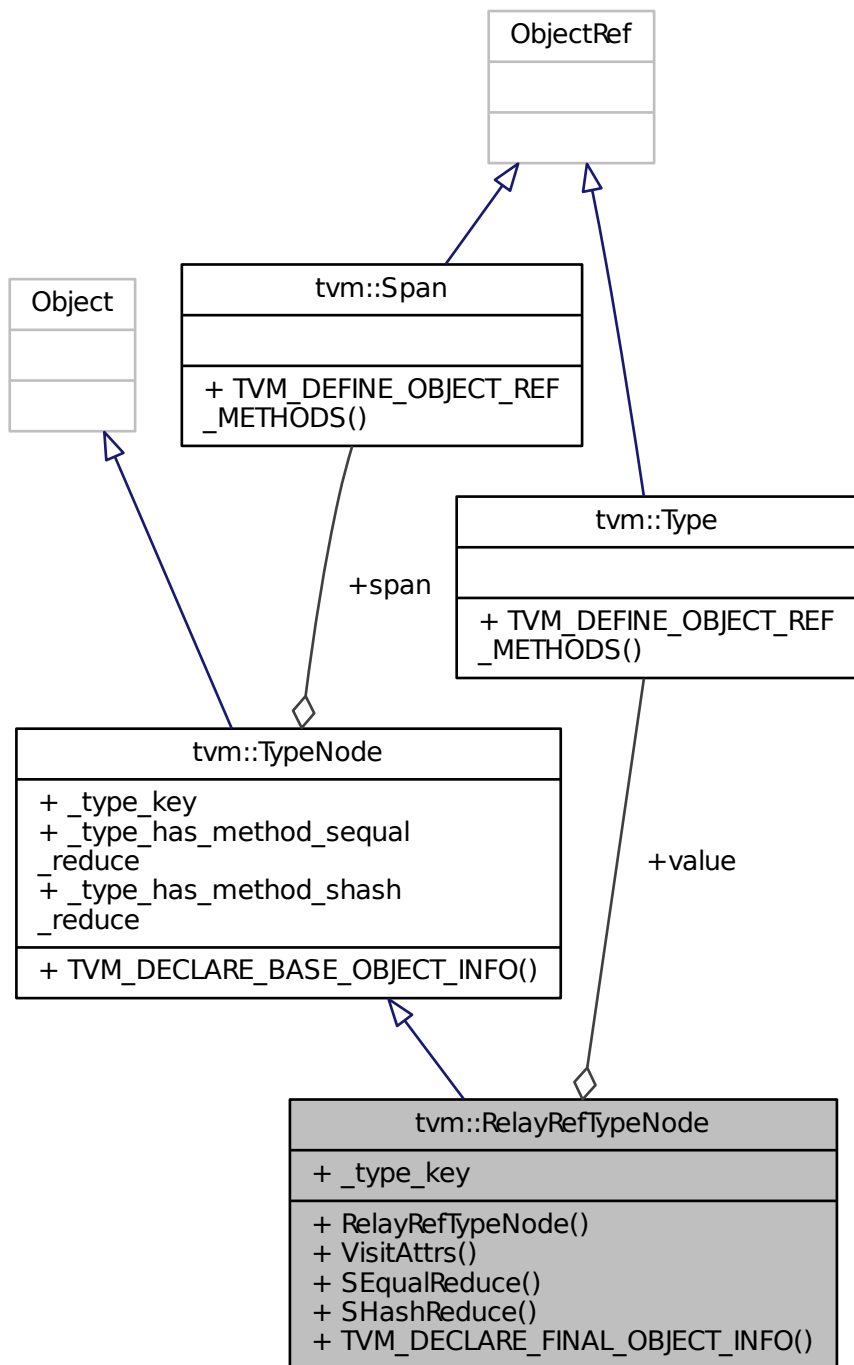 ObjectRef
tvm::Span
+ TVM_DEFINE_OBJECT_REF
_METHODS()
Object
tvm::Type
+ TVM_DEFINE_OBJECT_REF
_METHODS()
+span
tvm::TypeNode
+ _type_key
+ _type_has_method_sequal
_reduce
+ _type_has_method_shash
_reduce
+ TVM_DECLARE_BASE_OBJECT_INFO()
+value
tvm::RelayRefTypeNode
+ _type_key
+ RelayRefTypeNode()
+ VisitAttrs()
+ SEqualReduce()
+ SHashReduce()
+ TVM_DECLARE_FINAL_OBJECT_INFO()